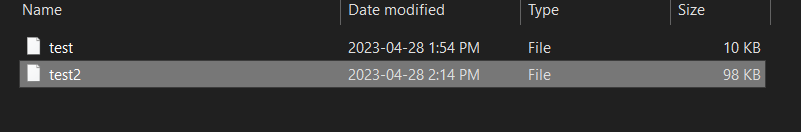 Name Date modified Type Size
test 2023-04-28 1:54 PM File 10 KB
test2 2023-04-28 2:14 PM File 98 KB